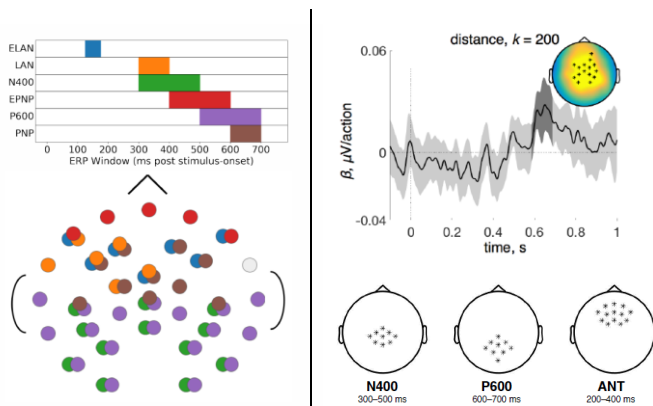 ELAN
LAN
N400
EPNP
P600
PNP
0 100 200 300 400 500 600 700
ERP Window (ms post stimulus-onset)
distance, k = 200
0.06
0
-0.04
β, μV/action
0 0.2 0.4 0.6 0.8 1
time, s
N400 P600 ANT
300–500 ms 600–700 ms 200–400 ms